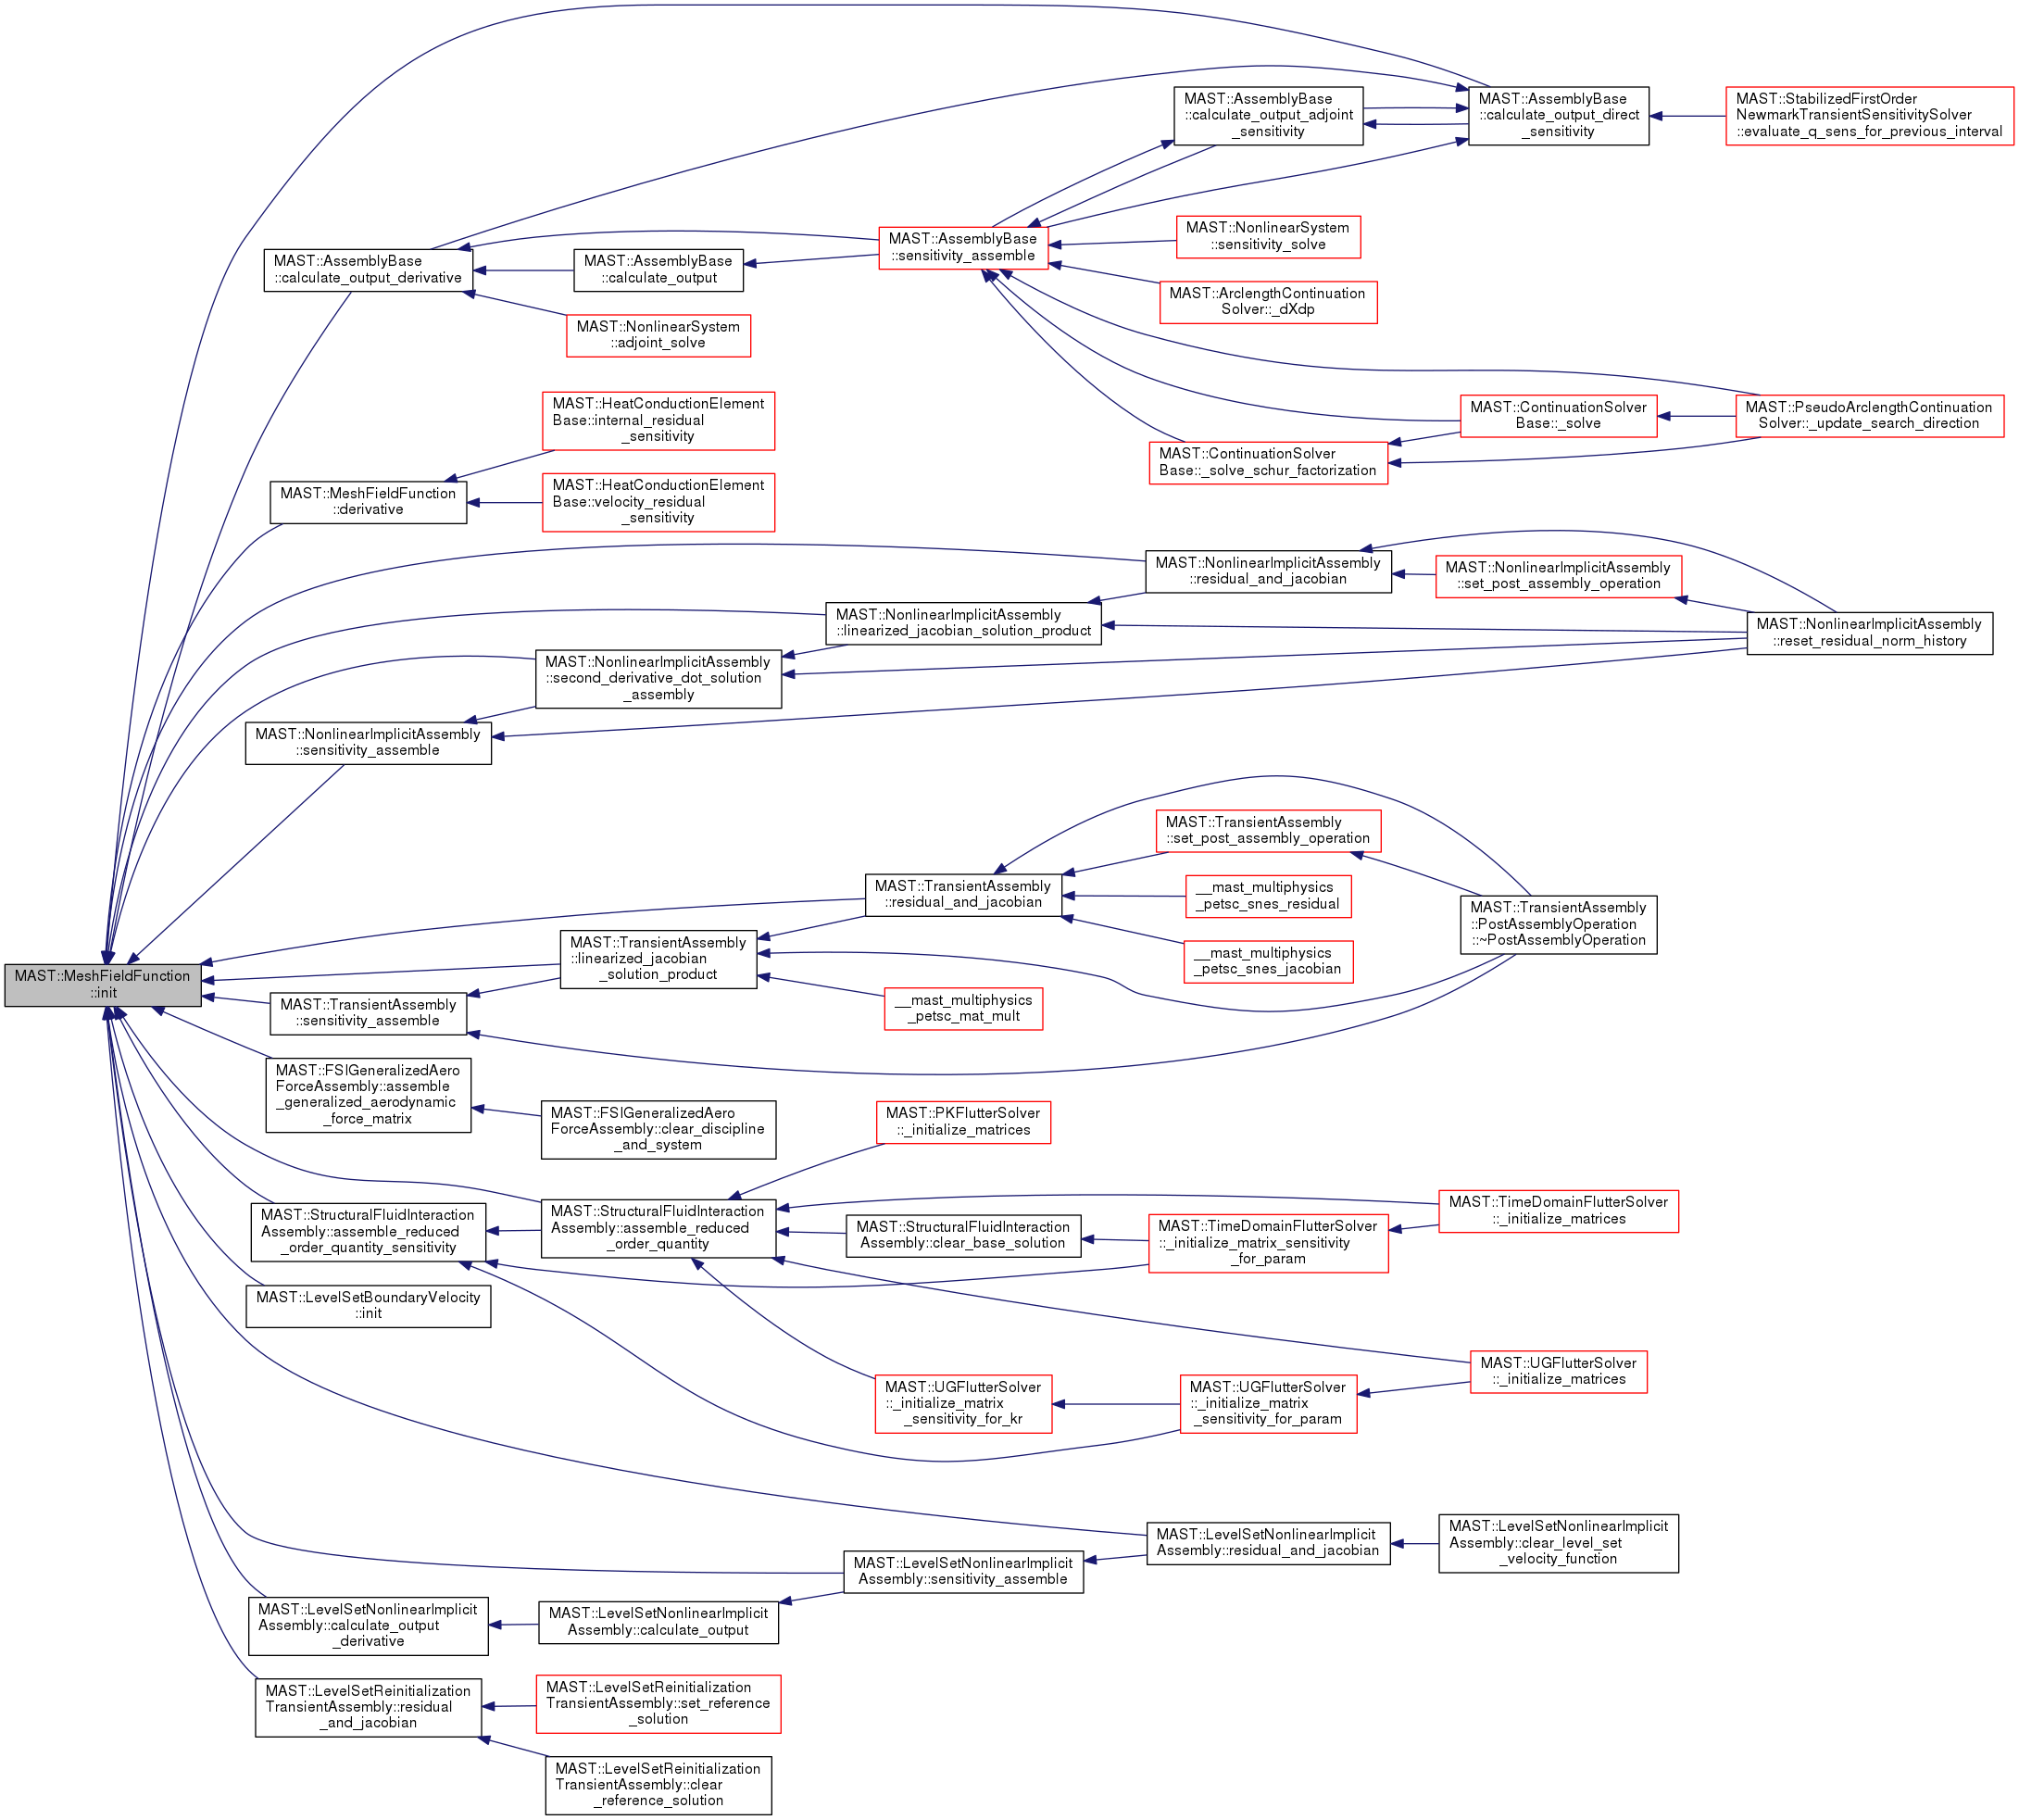 MAST::AssemblyBase
::calculate_output_adjoint
_sensitivity
MAST::AssemblyBase
::calculate_output_direct
_sensitivity
MAST::StabilizedFirstOrder
NewmarkTransientSensitivitySolver
::evaluate_q_sens_for_previous_interval
MAST::AssemblyBase
::calculate_output_derivative
MAST::AssemblyBase
::calculate_output
MAST::AssemblyBase
::sensitivity_assemble
MAST::NonlinearSystem
::sensitivity_solve
MAST::ArclengthContinuation
Solver::_dXdp
MAST::NonlinearSystem
::adjoint_solve
MAST::HeatConductionElement
Base::internal_residual
_sensitivity
MAST::ContinuationSolver
Base::_solve
MAST::PseudoArclengthContinuation
Solver::_update_search_direction
MAST::ContinuationSolver
Base::_solve_schur_factorization
MAST::MeshFieldFunction
::derivative
MAST::HeatConductionElement
Base::velocity_residual
_sensitivity
MAST::NonlinearImplicitAssembly
::residual_and_jacobian
MAST::NonlinearImplicitAssembly
::set_post_assembly_operation
MAST::NonlinearImplicitAssembly
::linearized_jacobian_solution_product
MAST::NonlinearImplicitAssembly
::reset_residual_norm_history
MAST::NonlinearImplicitAssembly
::second_derivative_dot_solution
_assembly
MAST::NonlinearImplicitAssembly
::sensitivity_assemble
MAST::TransientAssembly
::set_post_assembly_operation
MAST::TransientAssembly
::residual_and_jacobian
__mast_multiphysics
_petsc_snes_residual
MAST::TransientAssembly
::PostAssemblyOperation
::~PostAssemblyOperation
MAST::TransientAssembly
::linearized_jacobian
_solution_product
__mast_multiphysics
_petsc_snes_jacobian
MAST::MeshFieldFunction
::init
MAST::TransientAssembly
::sensitivity_assemble
__mast_multiphysics
_petsc_mat_mult
MAST::FSIGeneralizedAero
ForceAssembly::assemble
_generalized_aerodynamic
_force_matrix
MAST::FSIGeneralizedAero
ForceAssembly::clear_discipline
_and_system
MAST::PKFlutterSolver
::_initialize_matrices
MAST::StructuralFluidInteraction
Assembly::assemble_reduced
_order_quantity_sensitivity
MAST::StructuralFluidInteraction
Assembly::assemble_reduced
_order_quantity
MAST::StructuralFluidInteraction
Assembly::clear_base_solution
MAST::TimeDomainFlutterSolver
::_initialize_matrix_sensitivity
_for_param
MAST::TimeDomainFlutterSolver
::_initialize_matrices
MAST::LevelSetBoundaryVelocity
::init
MAST::UGFlutterSolver
::_initialize_matrices
MAST::UGFlutterSolver
::_initialize_matrix
_sensitivity_for_kr
MAST::UGFlutterSolver
::_initialize_matrix
_sensitivity_for_param
MAST::LevelSetNonlinearImplicit
Assembly::residual_and_jacobian
MAST::LevelSetNonlinearImplicit
Assembly::clear_level_set
_velocity_function
MAST::LevelSetNonlinearImplicit
Assembly::sensitivity_assemble
MAST::LevelSetNonlinearImplicit
Assembly::calculate_output
_derivative
MAST::LevelSetNonlinearImplicit
Assembly::calculate_output
MAST::LevelSetReinitialization
TransientAssembly::residual
_and_jacobian
MAST::LevelSetReinitialization
TransientAssembly::set_reference
_solution
MAST::LevelSetReinitialization
TransientAssembly::clear
_reference_solution